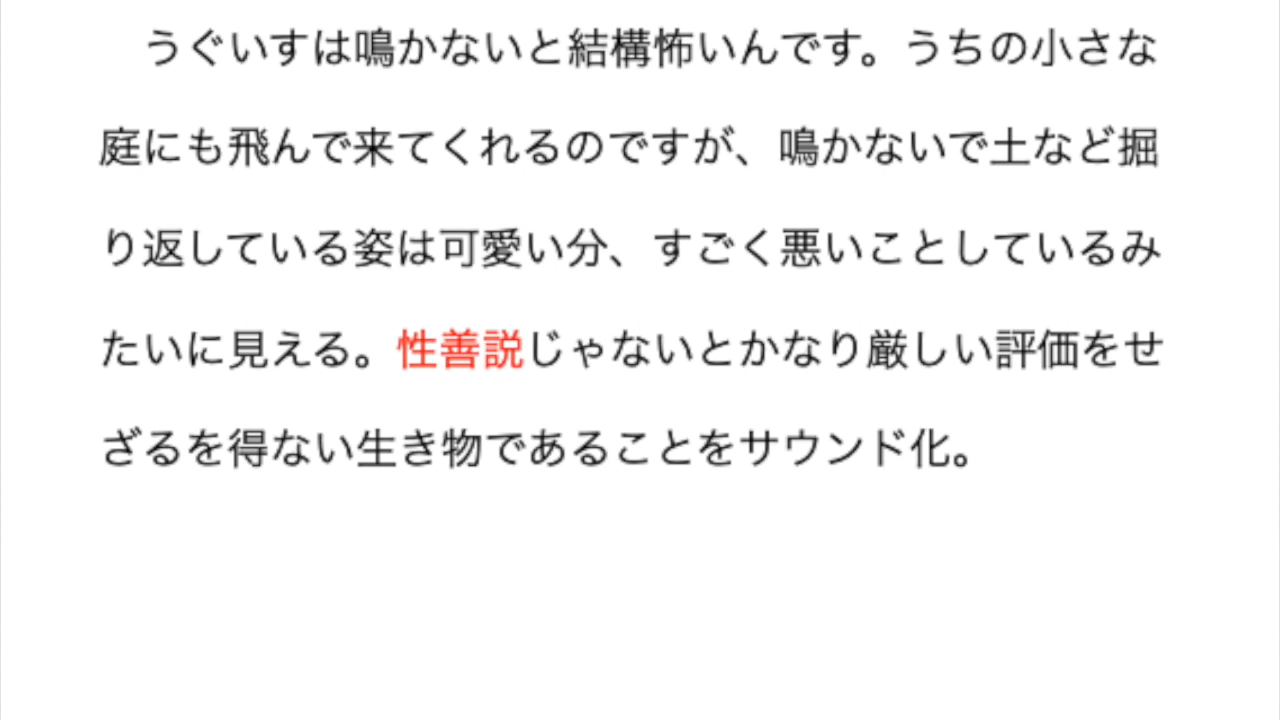 うぐいすは鳴かないと結構怖いんです。うちの小さな
庭にも飛んで来てくれるのですが、鳴かないで土など掘
り返している姿は可愛い分、すごく悪いことしているみ
たいに見える。性善説じゃないとかなり厳しい評価をせ
ざるを得ない生き物であることをサウンド化。